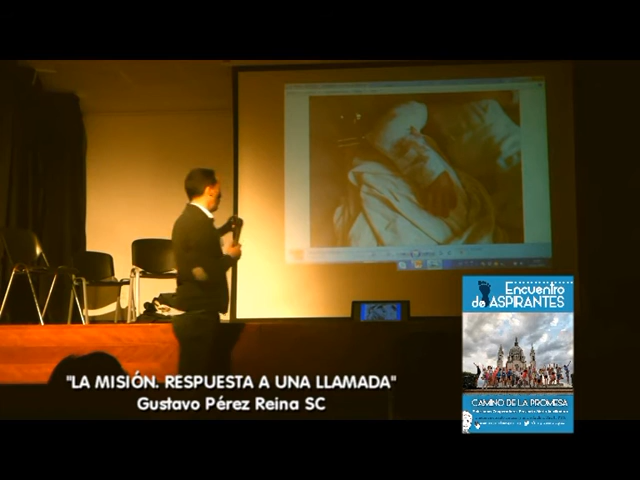 Encuentro
de ASPIRANTES
CAMINO DE LA PROMESA
"LA MISIÓN. RESPUESTA A UNA LLAMADA"
Gustavo Pérez Reina SC